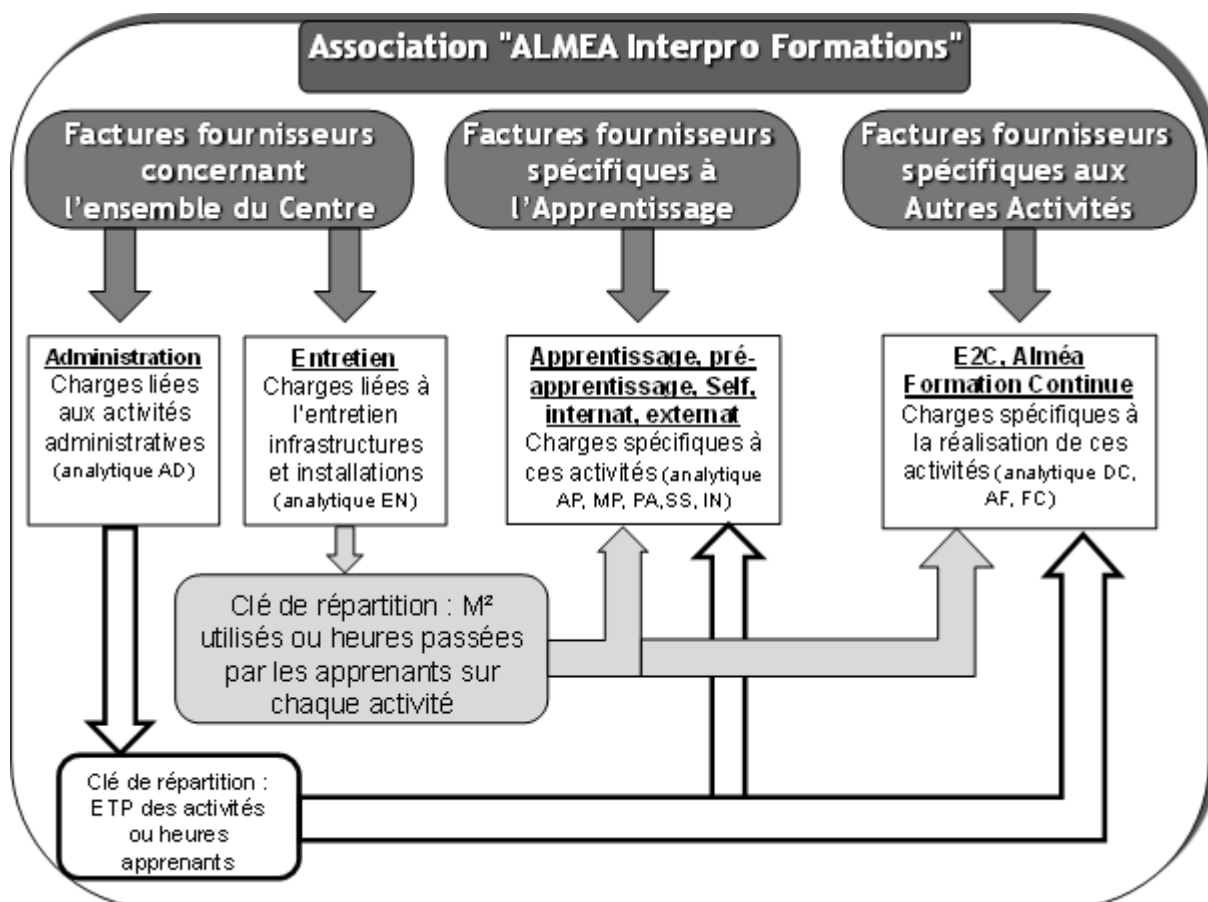 Association "ALMEA Interpro Formations"
Factures fournisseurs
concernant
l'ensemble du Centre
Factures fournisseurs
spécifiques à
l'Apprentissage
Factures fournisseurs
spécifiques aux
Autres Activités
Administration
Charges liées
aux activités
administratives
(analytique AD)
Entretien
Charges liées à
l'entretien
infrastructures
et installations
(analytique EN)
Apprentissage, pré-
apprentissage, Self,
internat, externat
Charges spécifiques à
ces activités (analytique
AP, MP, PA,SS, IN)
E2C, Alméa
Formation Continue
Charges spécifiques à
la réalisation de ces
activités (analytique DC,
AF, FC)
Clé de répartition : M²
utilisés ou heures passées
par les apprenants sur
chaque activité
Clé de répartition :
ETP des activités
ou heures
apprenants